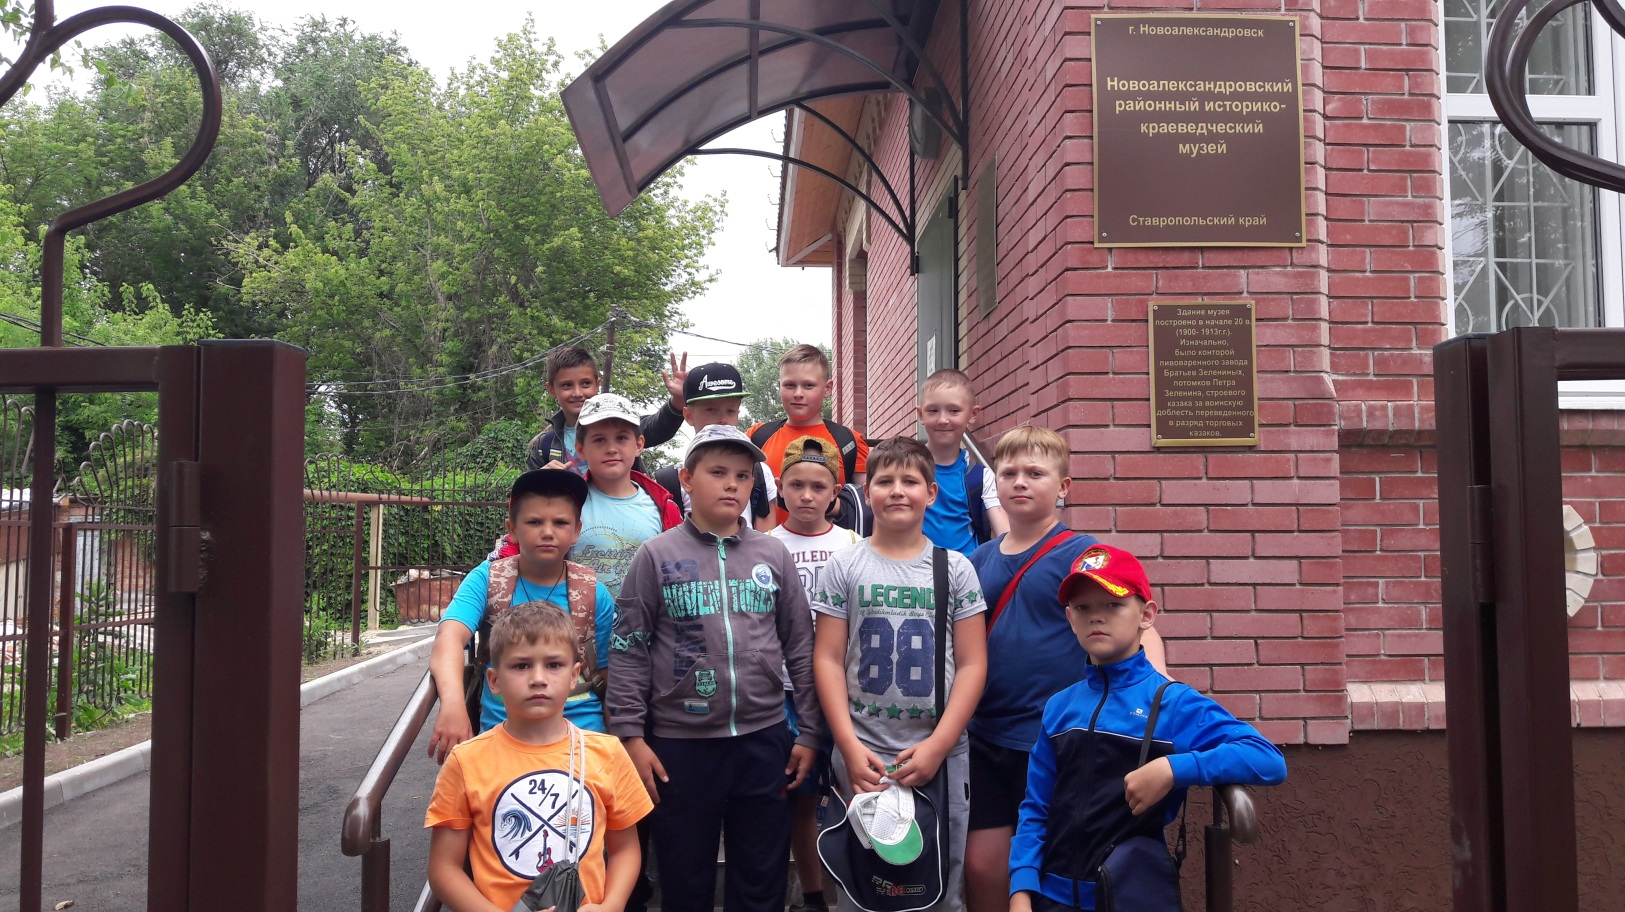 г. Новоалександровск
Новоалександровский
районный историко-
краеведческий
музей
Ставропольский край
Здание музея
построено в начале 20 в.
(1900- 1913г.г.).
Изначально,
было конторой
пивоваренного завода
Братьев Зелениных,
потомков Петра
Зеленина, строевого
казака за воинскую
доблесть переведенного
в разряд торговых
казаков.
Awesome
LEGEND
88
24/7